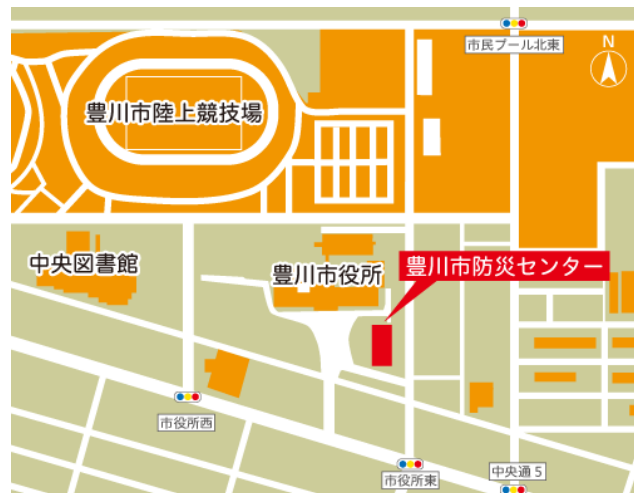 市民プール北東
N
豊川市陸上競技場
中央図書館
豊川市役所
豊川市防災センター
市役所西
市役所東
中央通5